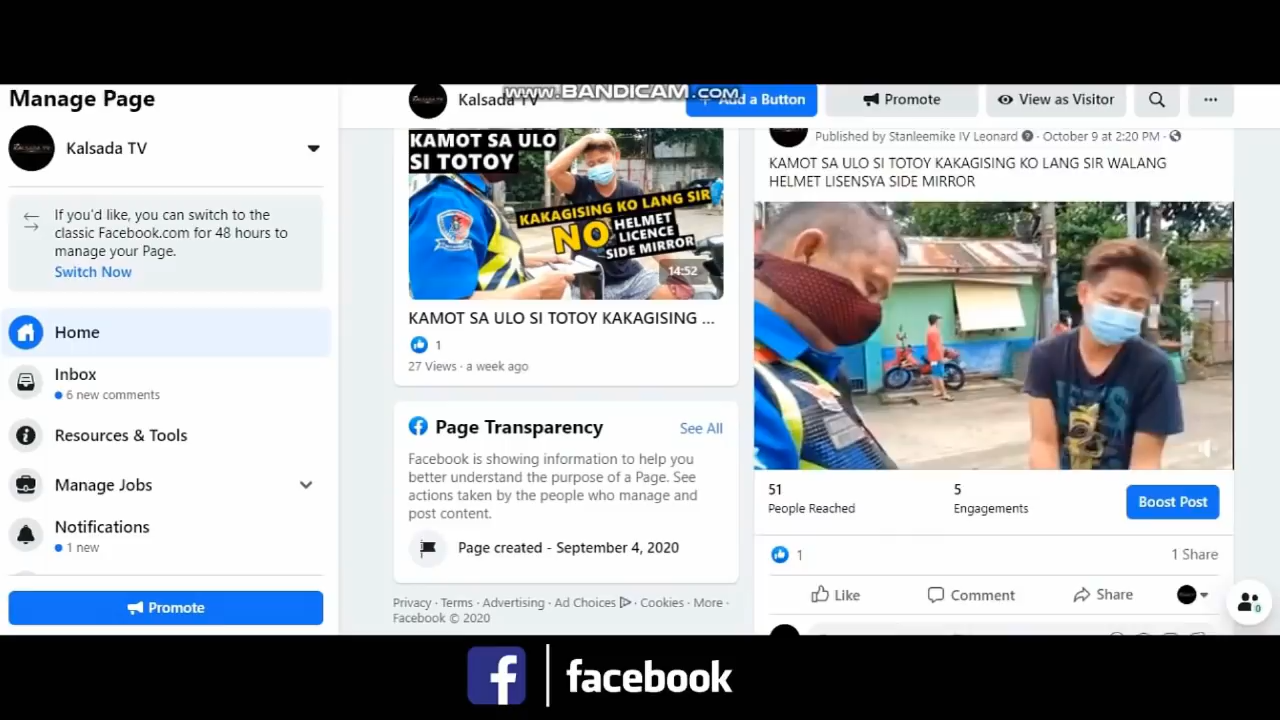 www.BANDICAM.com
Manage Page
Kalsada TV
If you'd like, you can switch to the
classic Facebook.com for 48 hours to
manage your Page.
Switch Now
Home
Inbox
6 new comments
Resources & Tools
Manage Jobs
Notifications
1 new
Promote
Kalsada TV
+ Add a Button
Promote
View as Visitor
KAMOT SA ULO
SI TOTOY
KAKAGISING KO LANG SIR
NO
HELMET
LICENCE
SIDE MIRROR
14:52
KAMOT SA ULO SI TOTOY KAKAGISING ...
1
27 Views · a week ago
Page Transparency
See All
Facebook is showing information to help you
better understand the purpose of a Page. See
actions taken by the people who manage and
post content.
Page created - September 4, 2020
Privacy · Terms · Advertising · Ad Choices · Cookies · More ·
Facebook © 2020
Published by Stanleemike IV Leonard · October 9 at 2:20 PM ·
KAMOT SA ULO SI TOTOY KAKAGISING KO LANG SIR WALANG
HELMET LISENSYA SIDE MIRROR
51
People Reached
5
Engagements
Boost Post
1
1 Share
Like
Comment
Share
0
facebook